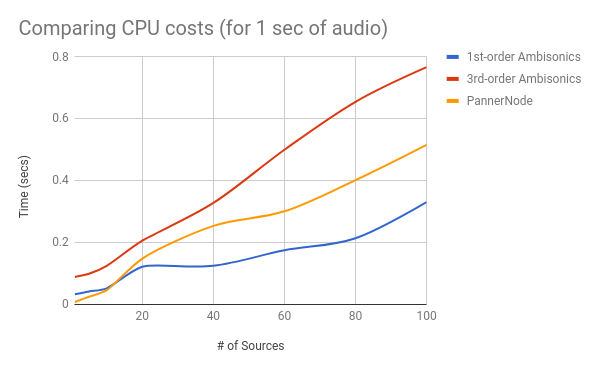 Comparing CPU costs (for 1 sec of audio)
0.8
0.6
0.4
0.2
0
Time (secs)
20 40 60 80 100
# of Sources
1st-order Ambisonics
3rd-order Ambisonics
PannerNode